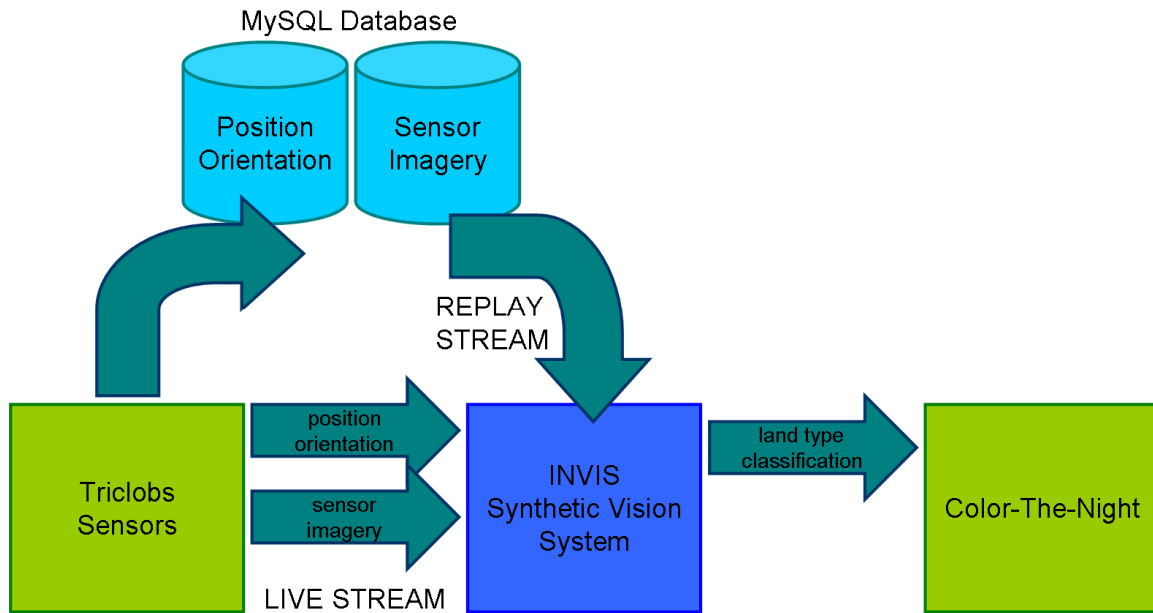 MySQL Database
Position
Orientation
Sensor
Imagery
REPLAY
STREAM
Triclobs
Sensors
position
orientation
sensor
imagery
LIVE STREAM
INVIS
Synthetic Vision
System
land type
classification
Color-The-Night